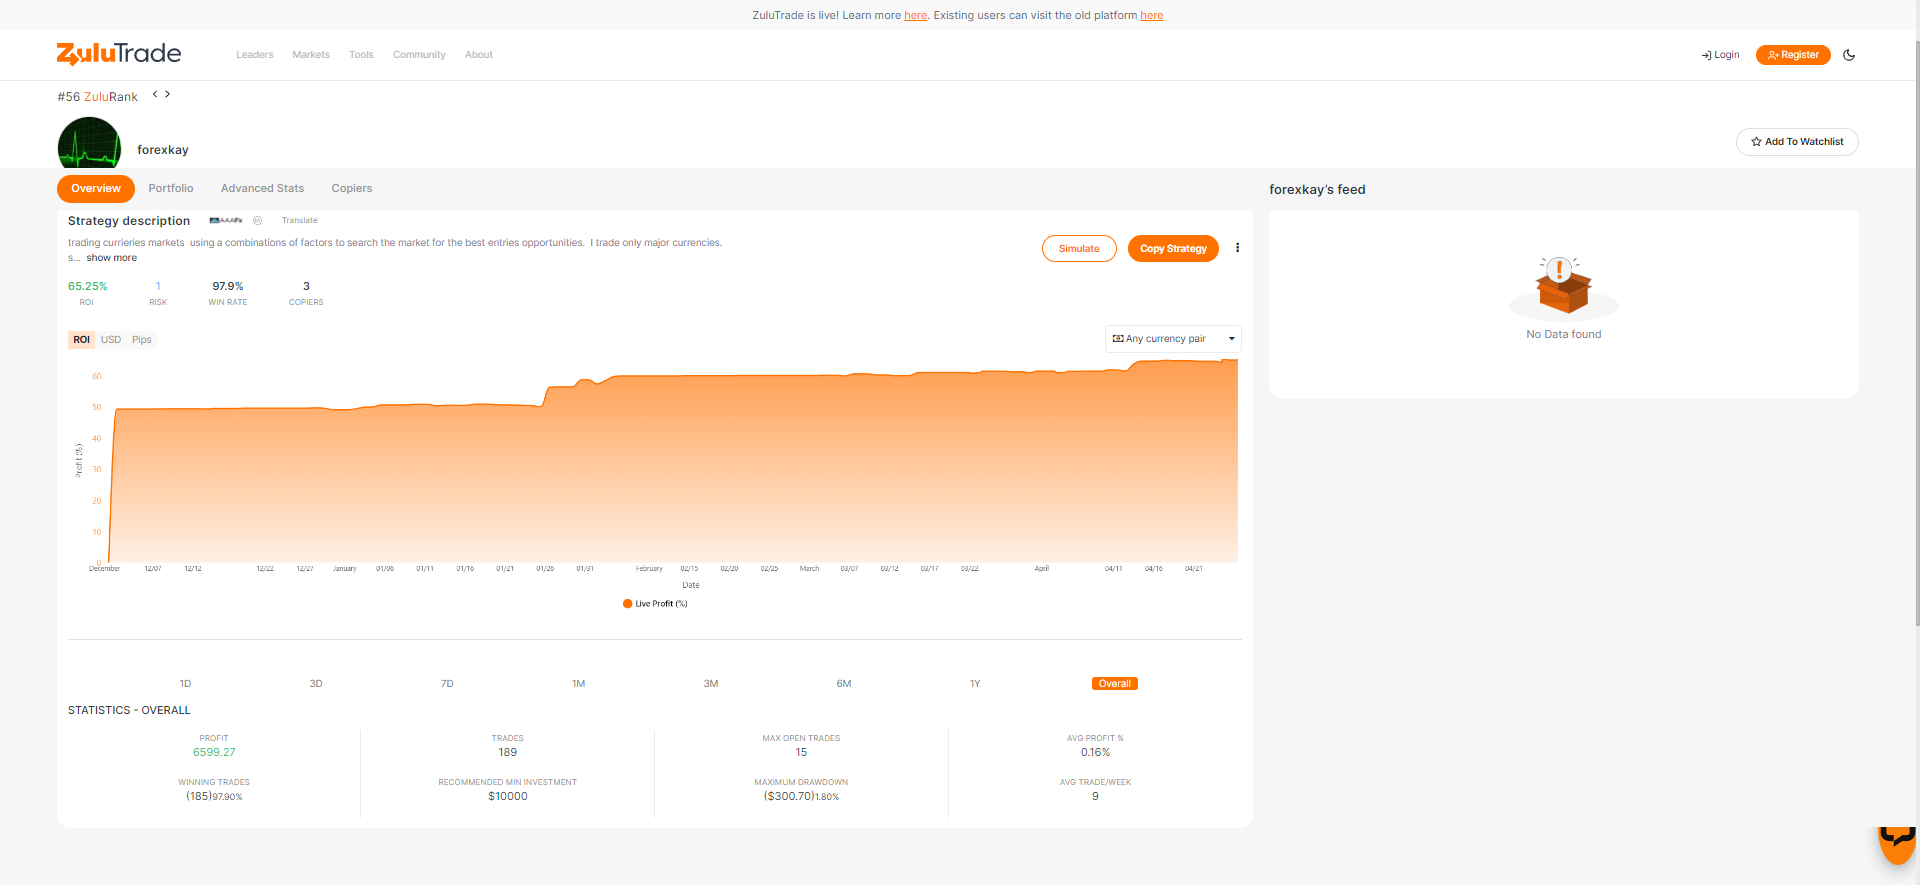 ZuluTrade is live! Learn more here. Existing users can visit the old platform here
ZuluTrade
Leaders Markets Tools Community About
Login Register
#56 ZuluRank
forexkay
Add To Watchlist
Overview Portfolio Advanced Stats Copiers
forexkay's feed
Strategy description AAAFx Translate
trading curreries markets using a combinations of factors to search the market for the best entries opportunities. I trade only major currencies.
s... show more
Simulate Copy Strategy
65.25% 1 97.9% 3
ROI RISK WIN RATE COPIERS
No Data found
ROI USD Pips
Any currency pair
60
50
40
30
20
10
0
Profit (%)
December 12/07 12/12 12/22 12/27 January 01/06 01/11 01/16 01/21 01/26 01/31 February 02/15 02/20 02/25 March 03/07 03/12 03/17 03/22 April 04/11 04/16 04/21
Date
Live Profit (%)
1D 3D 7D 1M 3M 6M 1Y Overall
STATISTICS - OVERALL
PROFIT TRADES MAX OPEN TRADES AVG PROFIT %
6599.27 189 15 0.16%
WINNING TRADES RECOMMENDED MIN INVESTMENT MAXIMUM DRAWDOWN AVG TRADE/WEEK
(185)97.90% $10000 ($300.70)1.80% 9